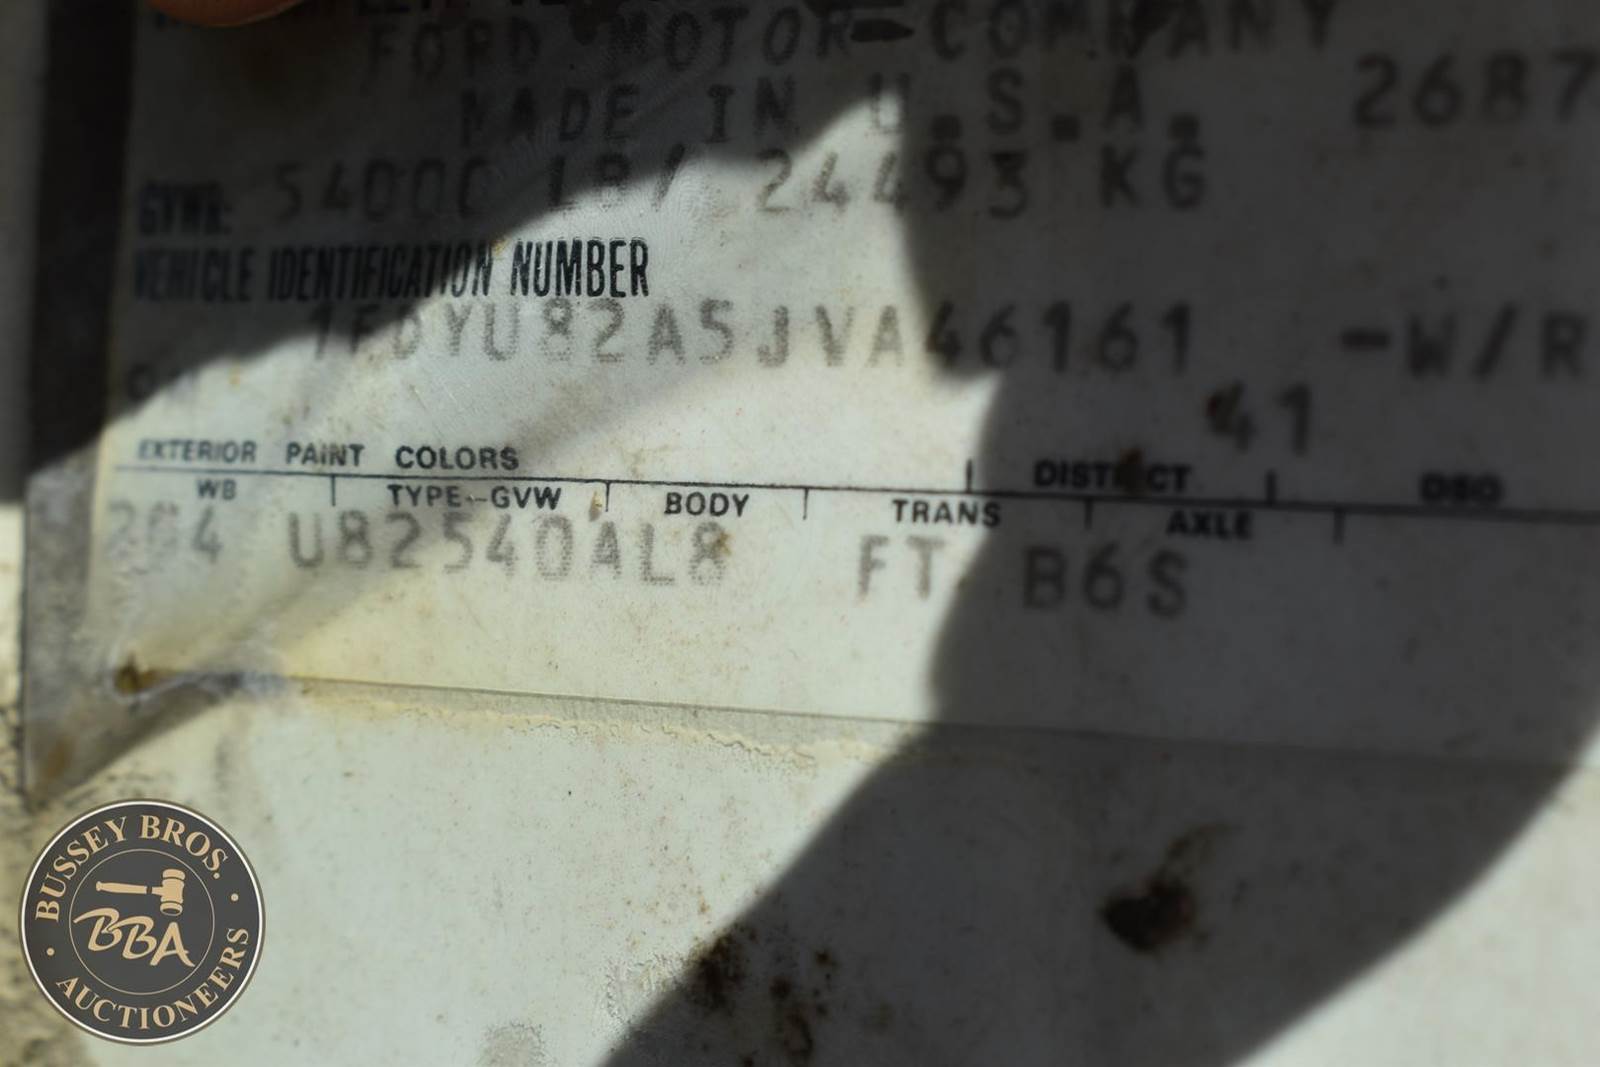 FORD MOTOR COMPANY
MADE IN U.S.A. 2687
GVWR: 54000 LB/ 24493 KG
VEHICLE IDENTIFICATION NUMBER
1FDYU82A5JVA46161 -W/R
41
EXTERIOR PAINT COLORS DISTRICT DSO
WB TYPE-GVW BODY TRANS AXLE
204 U82540AL8 FT B6S
BUSSEY BROS.
BBA
AUCTIONEERS